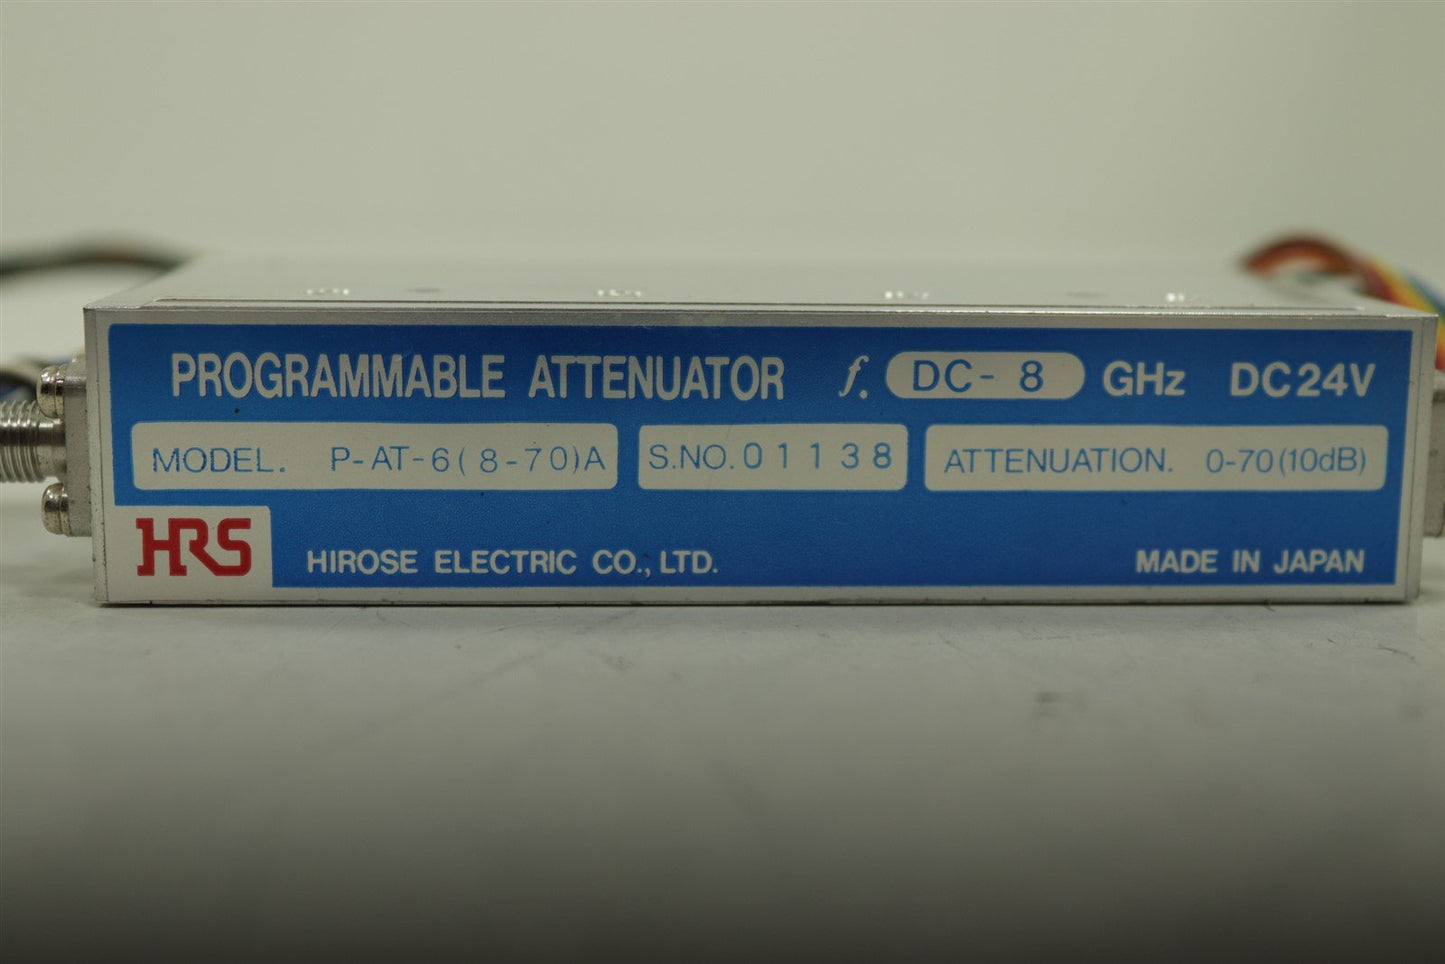 PROGRAMMABLE ATTENUATOR f. DC-8 GHz DC24V
MODEL. P-AT-6(8-70)A S.NO. 01138 ATTENUATION. 0-70(10dB)
HRS HIROSE ELECTRIC CO., LTD. MADE IN JAPAN